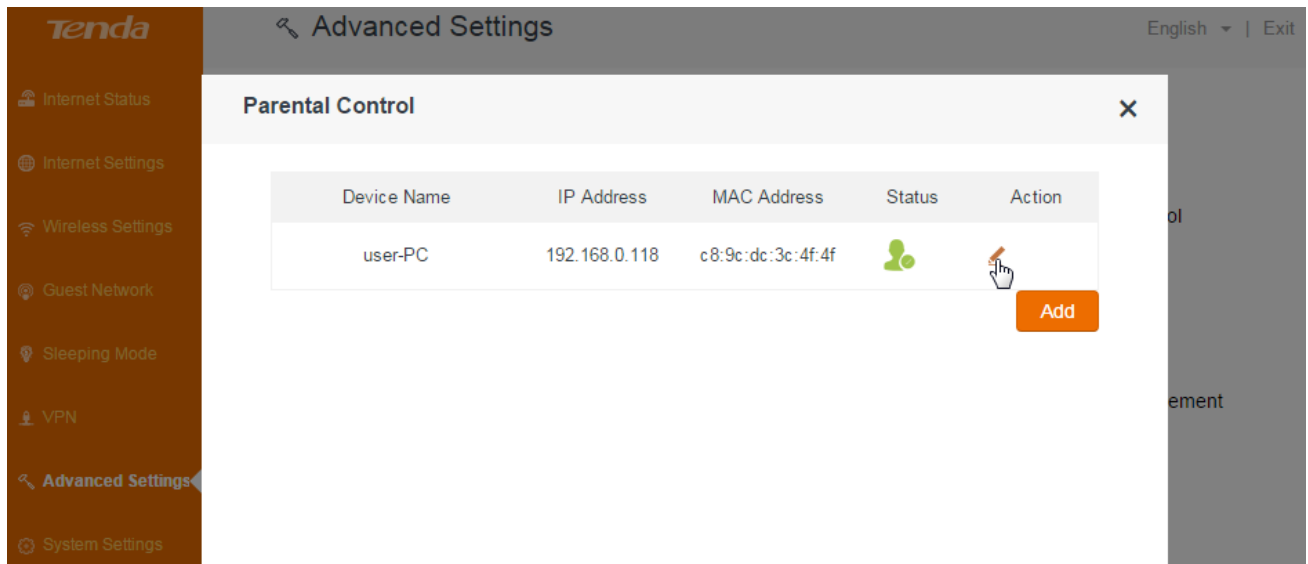 Tenda
Advanced Settings
English | Exit
Internet Status
Internet Settings
Wireless Settings
Guest Network
Sleeping Mode
VPN
Advanced Settings
System Settings
Parental Control
Device Name IP Address MAC Address Status Action
user-PC 192.168.0.118 c8:9c:dc:3c:4f:4f
Add
ol
ement